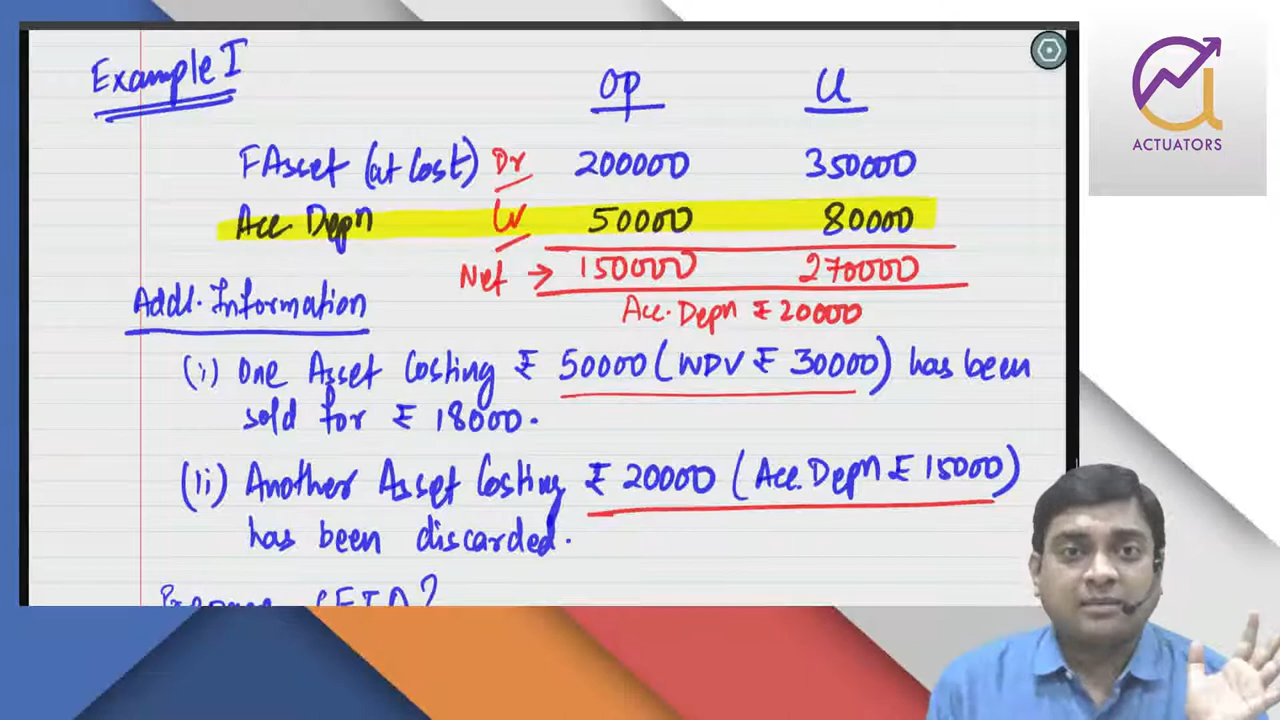 Example I
Op Cl
FAsset (at Cost) Dr 200000 350000
Acc. Depn Cr 50000 80000
Net → 150000 270000
Acc. Depn ₹ 20000
Addl. Information
(i) One Asset Costing ₹ 50000 (WDV ₹ 30000) has been
sold for ₹ 18000.
(ii) Another Asset Costing ₹ 20000 (Acc. Depn ₹ 15000)
has been discarded.
ACTUATORS